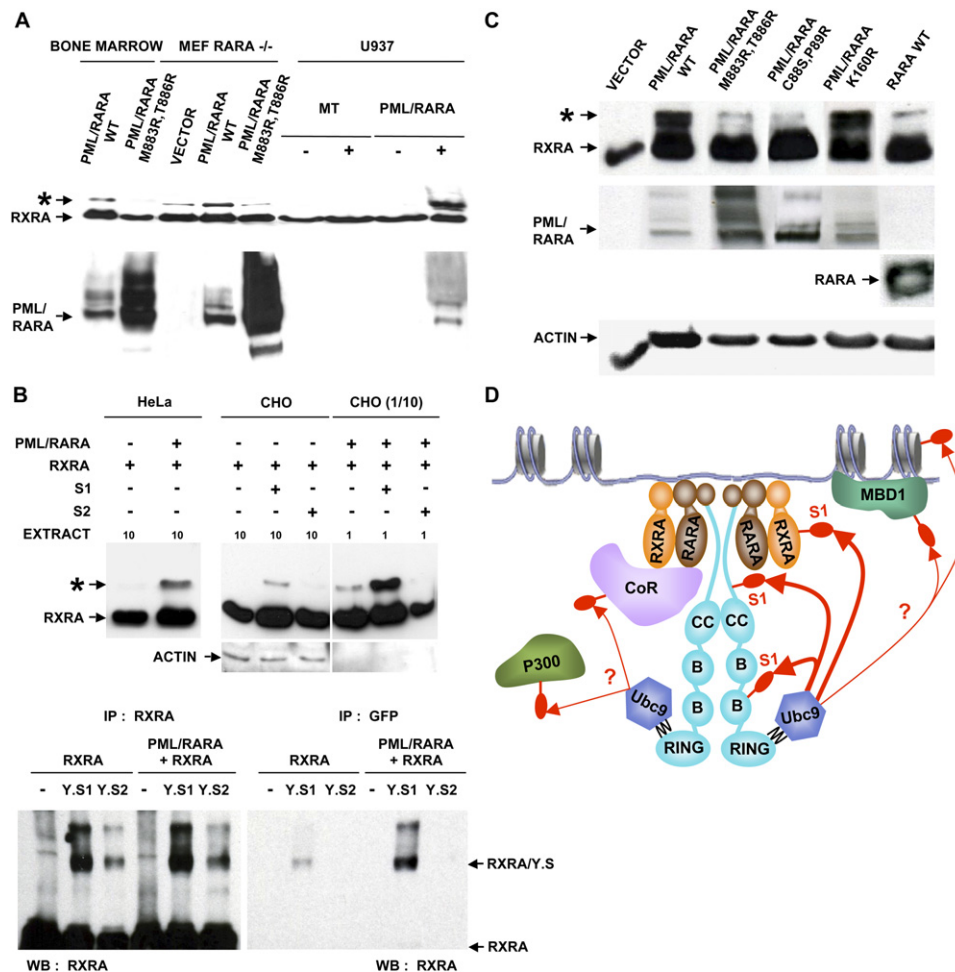 A
BONE MARROW MEF RARA -/- U937
PML/RARA WT
PML/RARA M883R,T886R
VECTOR
PML/RARA WT
PML/RARA M883R,T886R
MT PML/RARA
- + - +
*
RXRA
PML/
RARA
C
VECTOR
PML/RARA WT
PML/RARA M883R,T886R
PML/RARA C88S,P89R
PML/RARA K160R
RARA WT
*
RXRA
PML/
RARA
RARA
ACTIN
B
HeLa CHO CHO (1/10)
PML/RARA - + - - - + + +
RXRA + + + + + + + +
S1 - - - + - - + -
S2 - - - - + - - +
EXTRACT 10 10 10 10 10 1 1 1
*
RXRA
ACTIN
IP : RXRA IP : GFP
RXRA PML/RARA + RXRA RXRA PML/RARA + RXRA
- Y.S1 Y.S2 - Y.S1 Y.S2 - Y.S1 Y.S2 - Y.S1 Y.S2
RXRA/Y.S
RXRA
WB : RXRA WB : RXRA
D
MBD1
RXRA RARA RARA RXRA
S1
CoR
S1
CC CC
?
P300
?
B B
S1
B B
Ubc9 Ubc9
RING RING